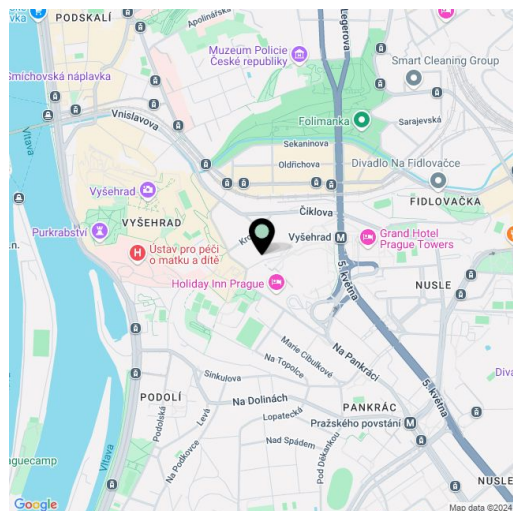 PODSKALÍ
Apolinářská
Legerova
Muzeum Policie
České republiky
Smart Cleaning Group
Smíchovská náplavka
Vnislavova
Folimanka
Sarajevská
Sekaninova
Oldřichova
Divadlo Na Fidlovačce
Vltava
Vyšehrad
FIDLOVAČKA
Čiklova
VYŠEHRAD
Purkrabství
Vyšehrad
M
Grand Hotel
Prague Towers
H
Ústav pro péči
o matku a dítě
5. května
Holiday Inn Prague
NUSLE
Marie Cibulkové
Na Pankráci
Na Topolce
Sinkulova
5. května
PODOLÍ
Na Dolinách
Podolská
Levá
Lopatecká
PANKRÁC
Pražského povstání
M
Vltava
Na Podkovce
Nad Spádem
Pod Děkankou
NUSLE
Google
Map data ©2024